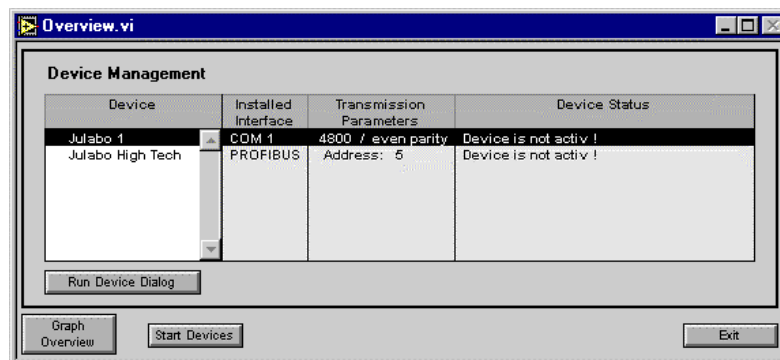 Overview.vi
Device Management
Device Installed Interface Transmission Parameters Device Status
Julabo 1 COM 1 4800 / even parity Device is not activ !
Julabo High Tech PROFIBUS Address: 5 Device is not activ !
Run Device Dialog
Graph Overview Start Devices Exit